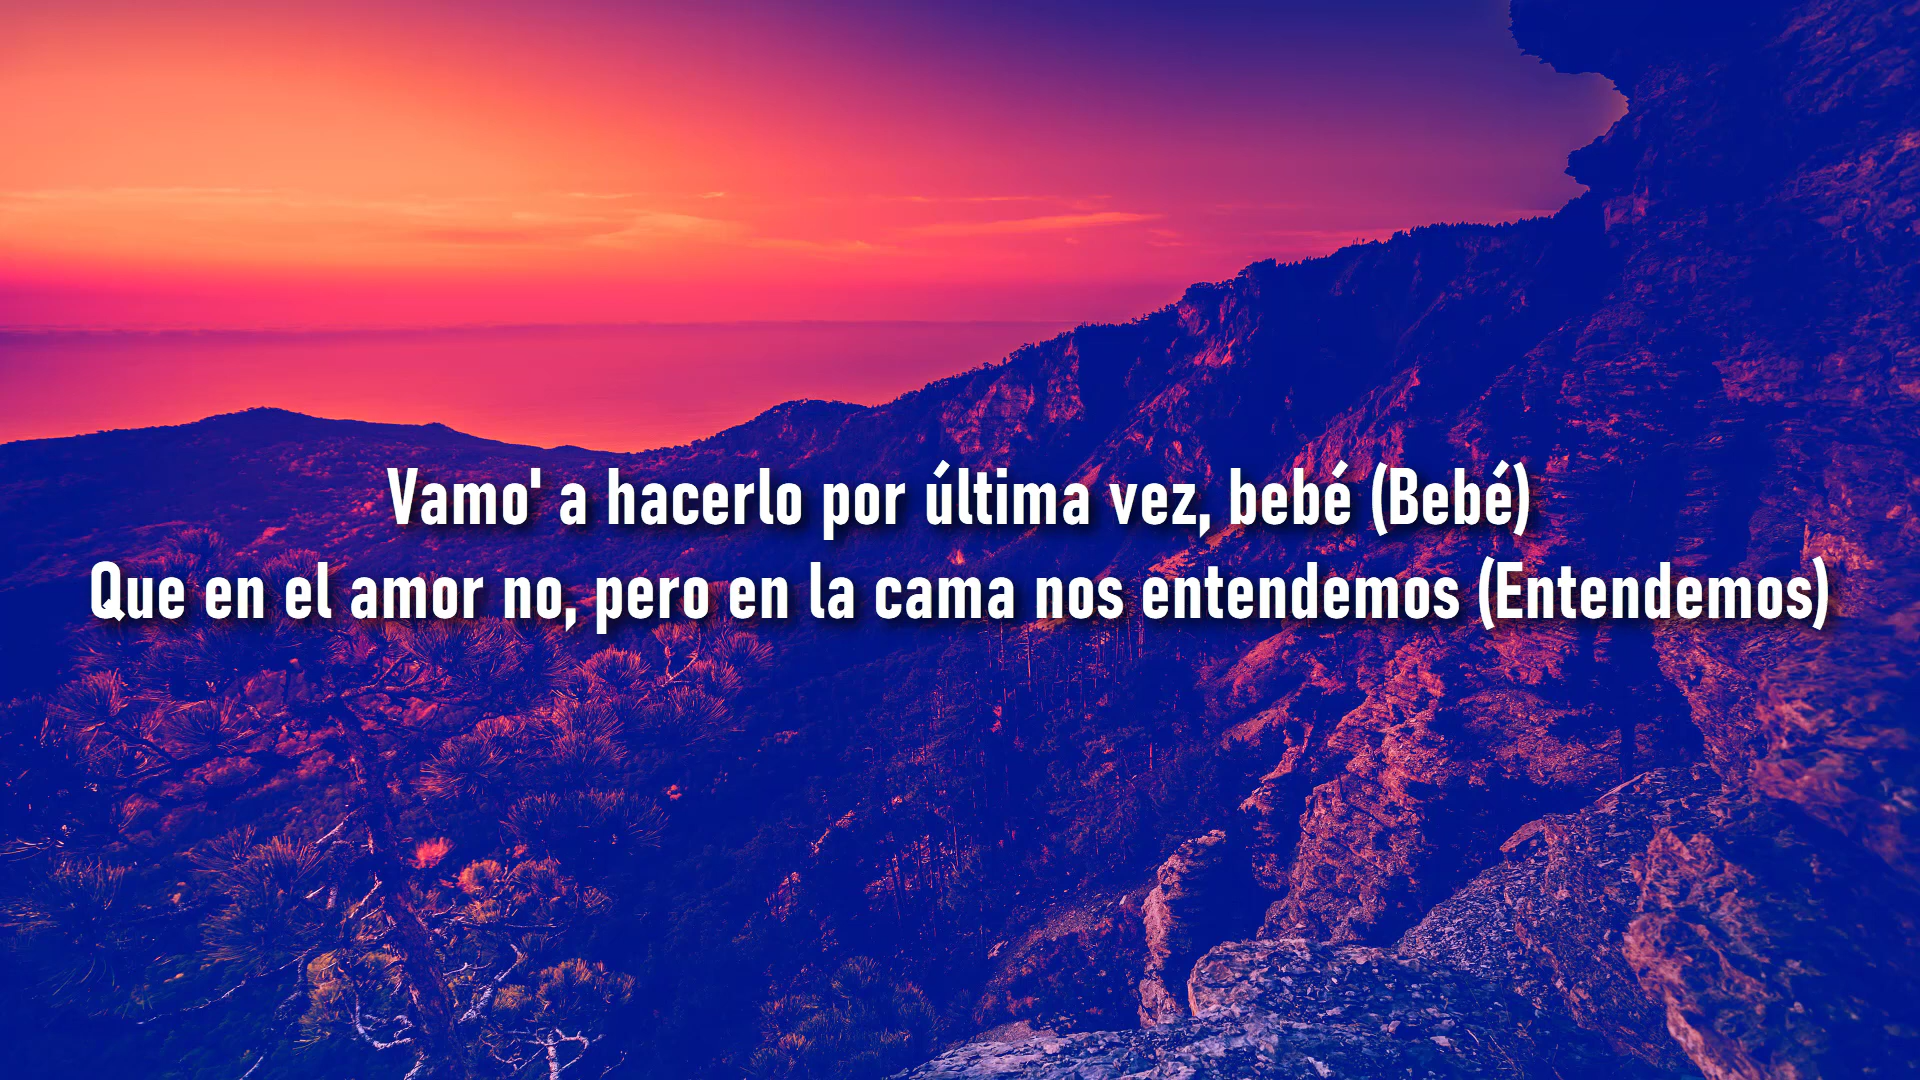 Vamo' a hacerlo por última vez, bebé (Bebé)
Que en el amor no, pero en la cama nos entendemos (Entendemos)